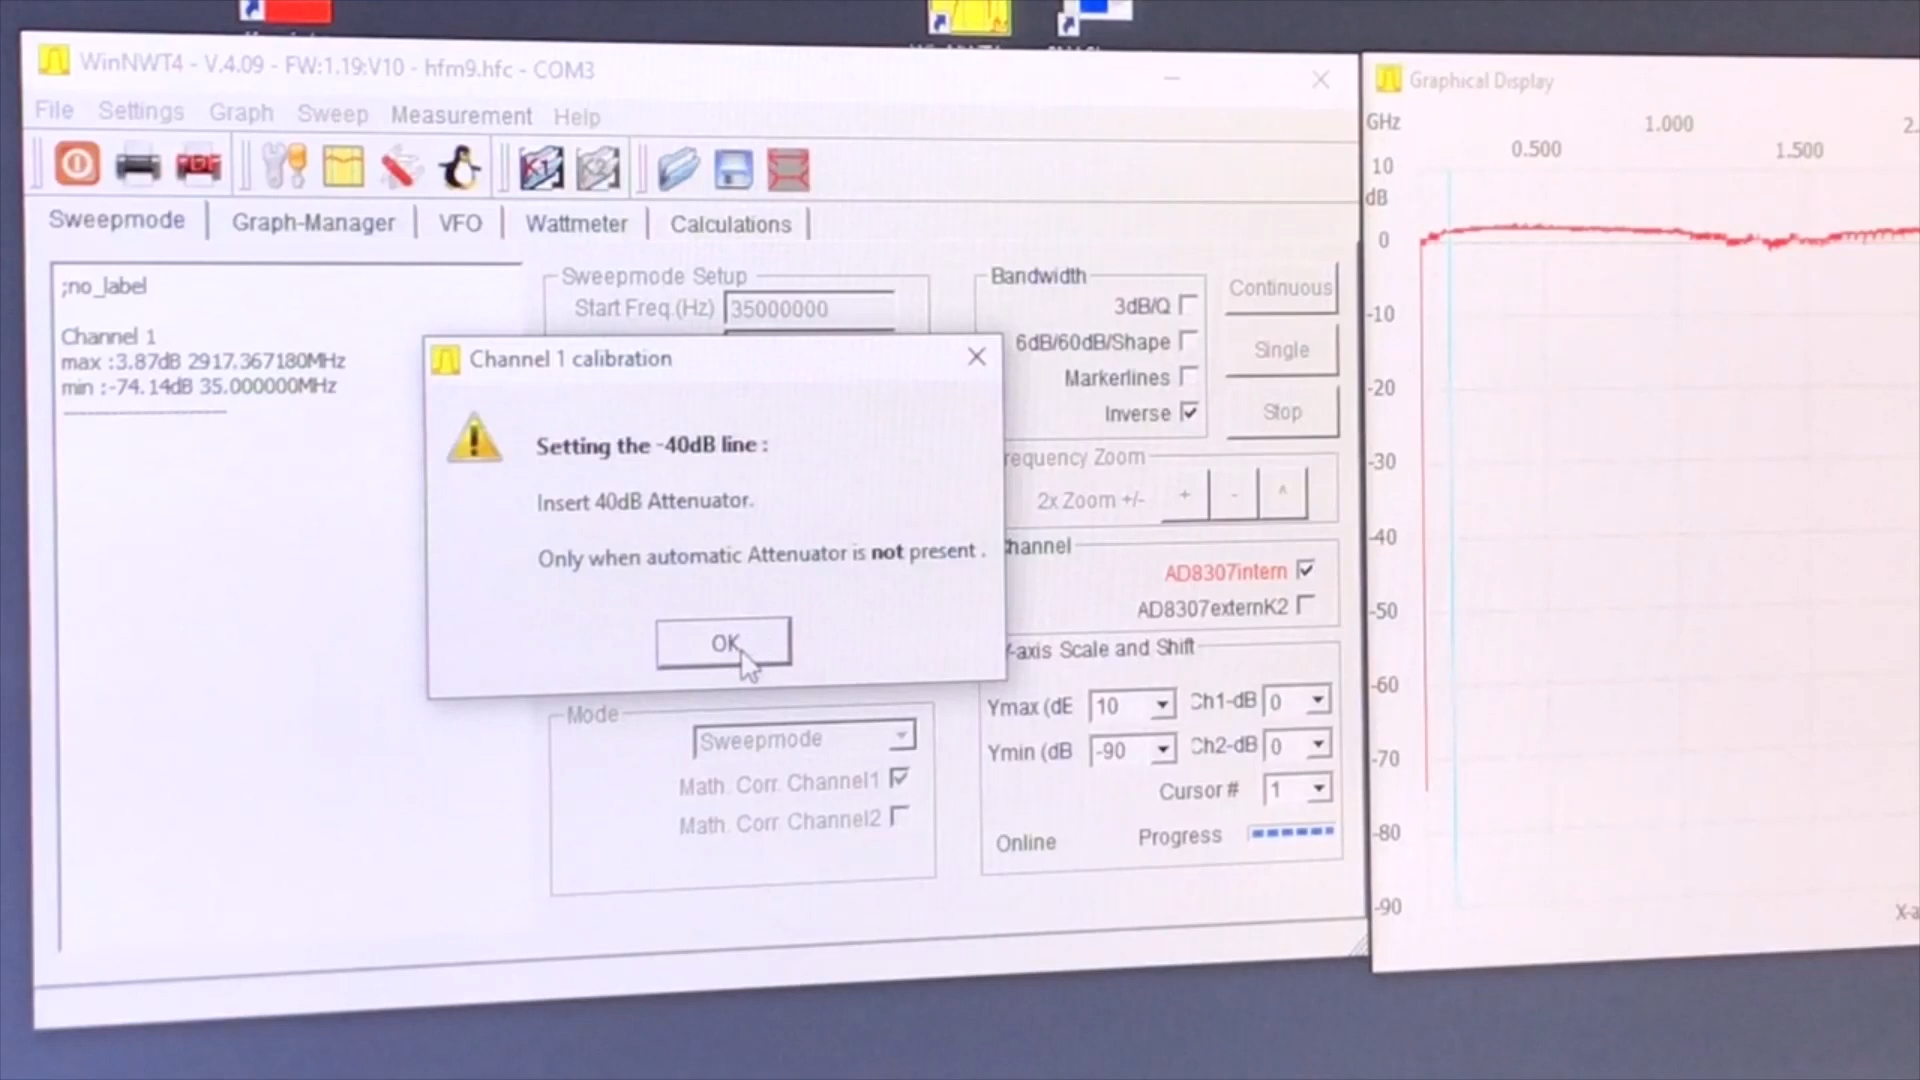 WinNWT4 - V.4.09 - FW:1.19:V10 - hfm9.hfc - COM3
File Settings Graph Sweep Measurement Help
PDF
K1 K2
Sweepmode Graph-Manager VFO Wattmeter Calculations
;no_label
Channel 1
max :3.87dB 2917.367180MHz
min :-74.14dB 35.000000MHz
Sweepmode Setup
Start Freq.(Hz) 35000000
Channel 1 calibration
Setting the -40dB line :
Insert 40dB Attenuator.
Only when automatic Attenuator is not present .
OK
Mode
Sweepmode
Math. Corr. Channel1
Math. Corr. Channel2
Bandwidth
3dB/Q
6dB/60dB/Shape
Markerlines
Inverse
Continuous
Single
Stop
requency Zoom
2x Zoom +/- + - ^
hannel
AD8307intern
AD8307externK2
-axis Scale and Shift
Ymax (dE 10 Ch1-dB 0
Ymin (dB -90 Ch2-dB 0
Cursor # 1
Online Progress
Graphical Display
GHz 0.500 1.000 1.500 2.
10
dB
0
-10
-20
-30
-40
-50
-60
-70
-80
-90
X-a